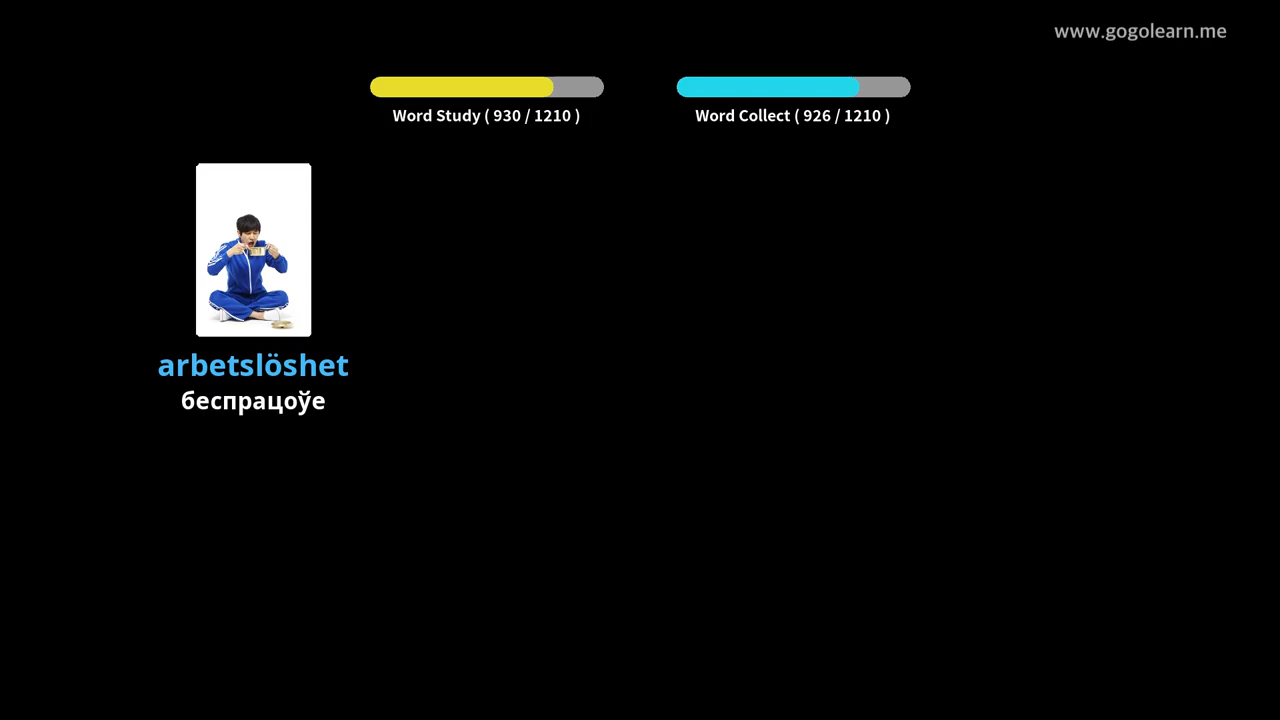 www.gogolearn.me
Word Study ( 930 / 1210 )
Word Collect ( 926 / 1210 )
arbetslöshet
беспрацоўе